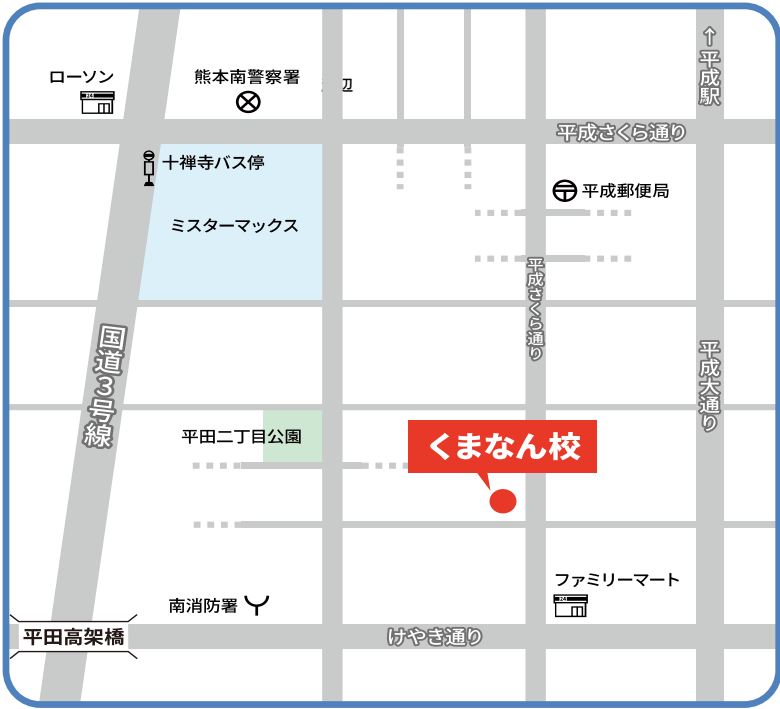 ↑平成駅
ローソン
熊本南警察署
辺
平成さくら通り
十禅寺バス停
平成郵便局
ミスターマックス
平成さくら通り
国道3号線
平成大通り
平田二丁目公園
くまなん校
ファミリーマート
南消防署
平田高架橋
けやき通り